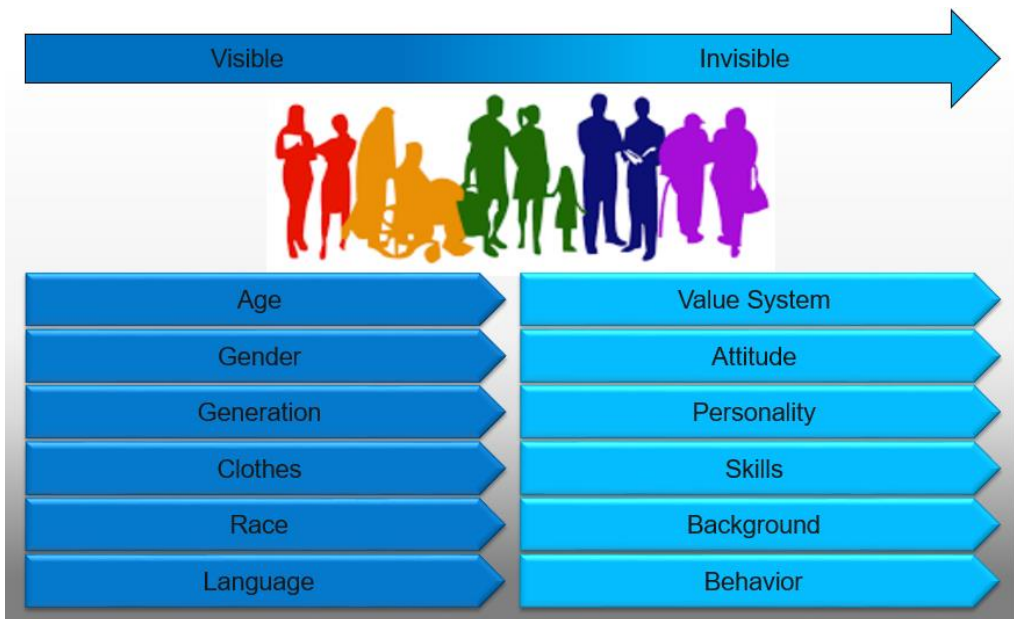 Visible
Invisible
Age
Value System
Gender
Attitude
Generation
Personality
Clothes
Skills
Race
Background
Language
Behavior